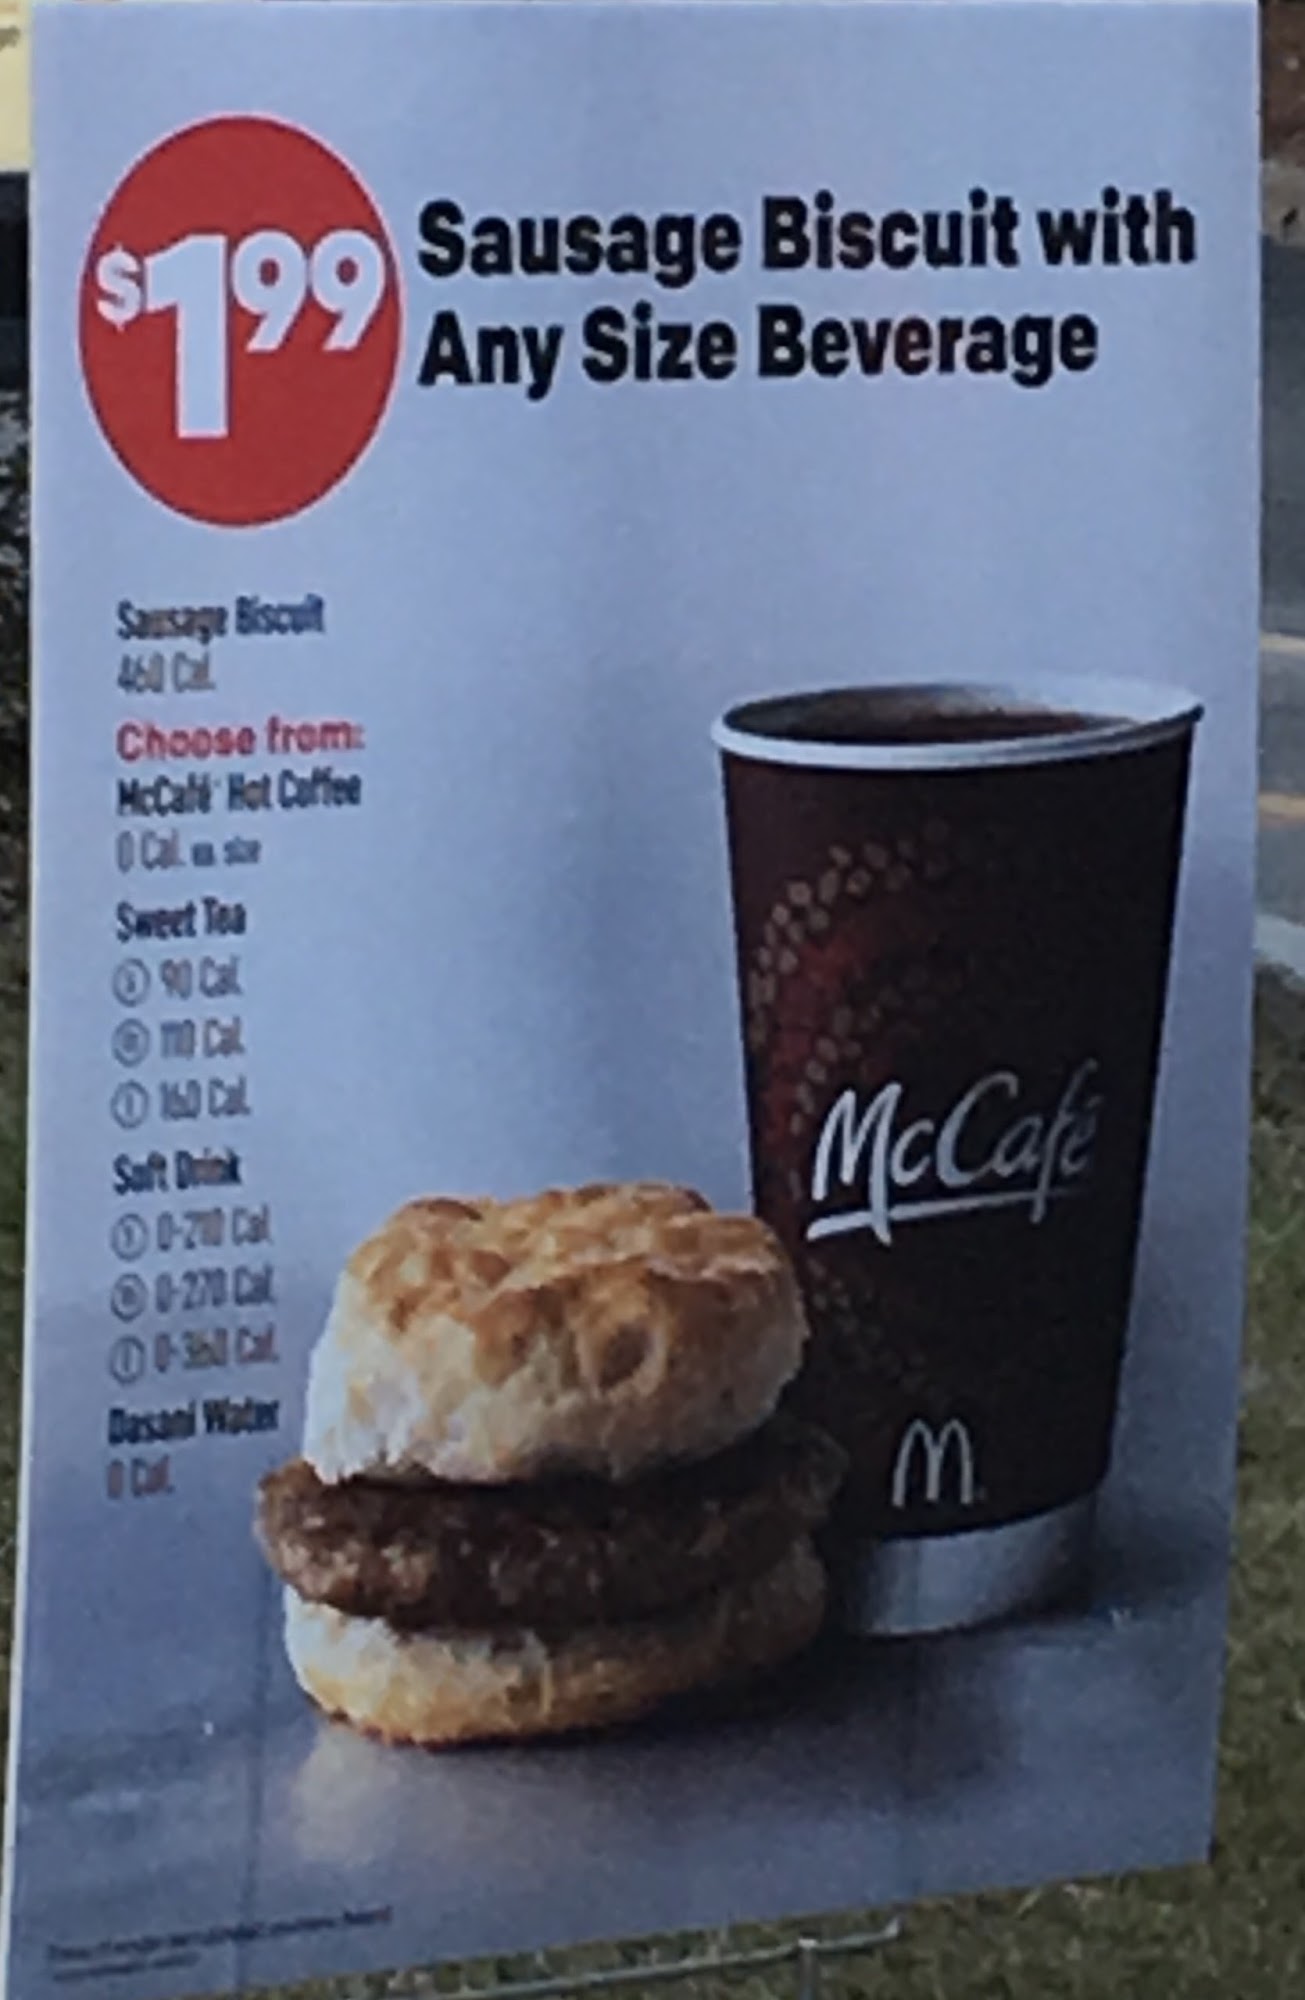 $1.99
Sausage Biscuit with
Any Size Beverage
Sausage Biscuit
460 Cal.
Choose from:
McCafé Hot Coffee
0 Cal. ea. size
Sweet Tea
S 90 Cal.
M 110 Cal.
L 160 Cal.
Soft Drink
S 0-210 Cal.
M 0-270 Cal.
L 0-360 Cal.
Dasani Water
0 Cal.
McCafé
M